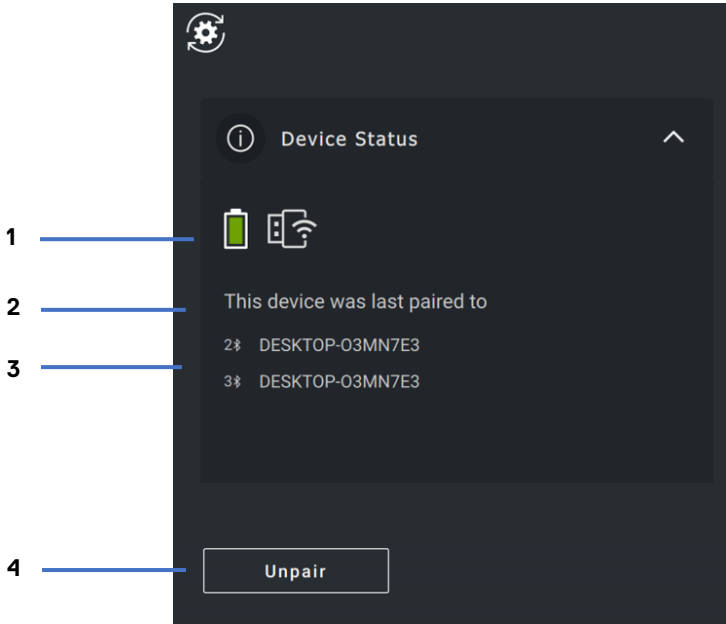 Device Status
1
2
This device was last paired to
2 DESKTOP-O3MN7E3
3
3 DESKTOP-O3MN7E3
4
Unpair